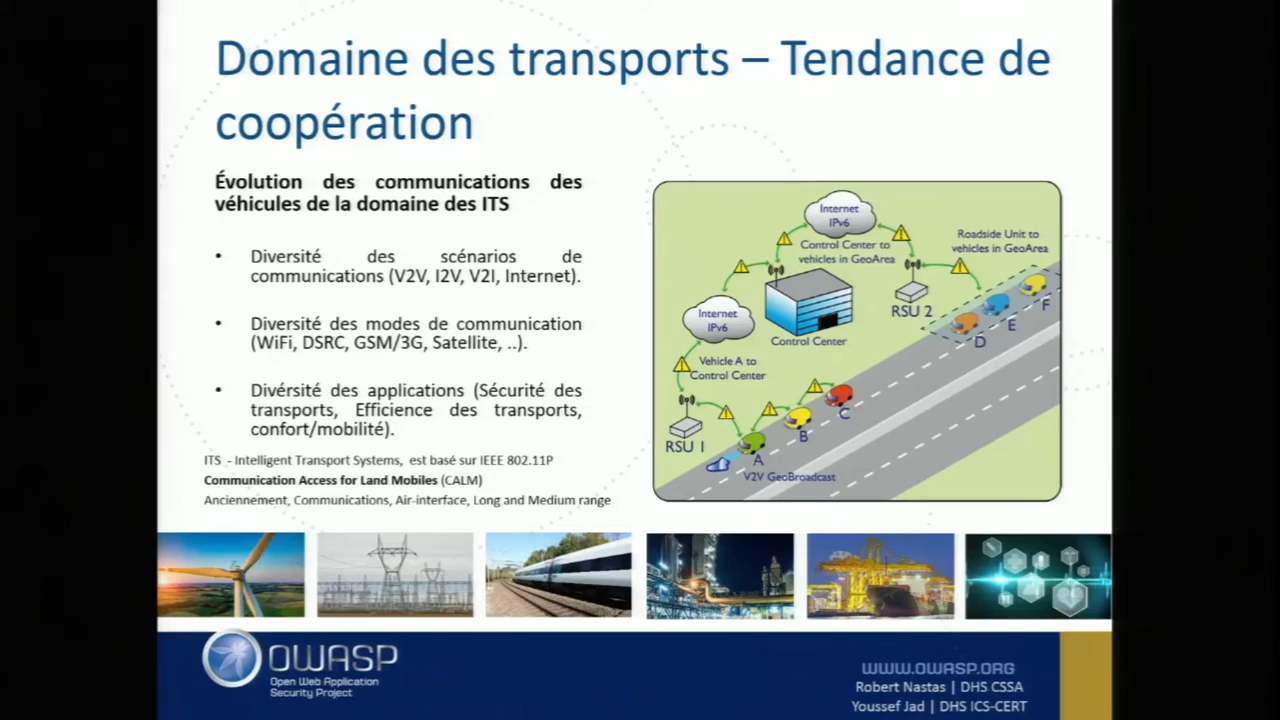 Domaine des transports – Tendance de
coopération
Évolution des communications des
véhicules de la domaine des ITS
• Diversité des scénarios de
communications (V2V, I2V, V2I, Internet).
• Diversité des modes de communication
(WiFi, DSRC, GSM/3G, Satellite, ..).
• Divérsité des applications (Sécurité des
transports, Efficience des transports,
confort/mobilité).
ITS - Intelligent Transport Systems, est basé sur IEEE 802.11P
Communication Access for Land Mobiles (CALM)
Anciennement, Communications, Air-interface, Long and Medium range
Internet
IPv6
Control Center to
vehicles in GeoArea
Roadside Unit to
vehicles in GeoArea
RSU 2
F
E
D
Internet
IPv6
Control Center
Vehicle A to
Control Center
C
B
RSU 1
A
V2V GeoBroadcast
OWASP
Open Web Application
Security Project
WWW.OWASP.ORG
Robert Nastas | DHS CSSA
Youssef Jad | DHS ICS-CERT